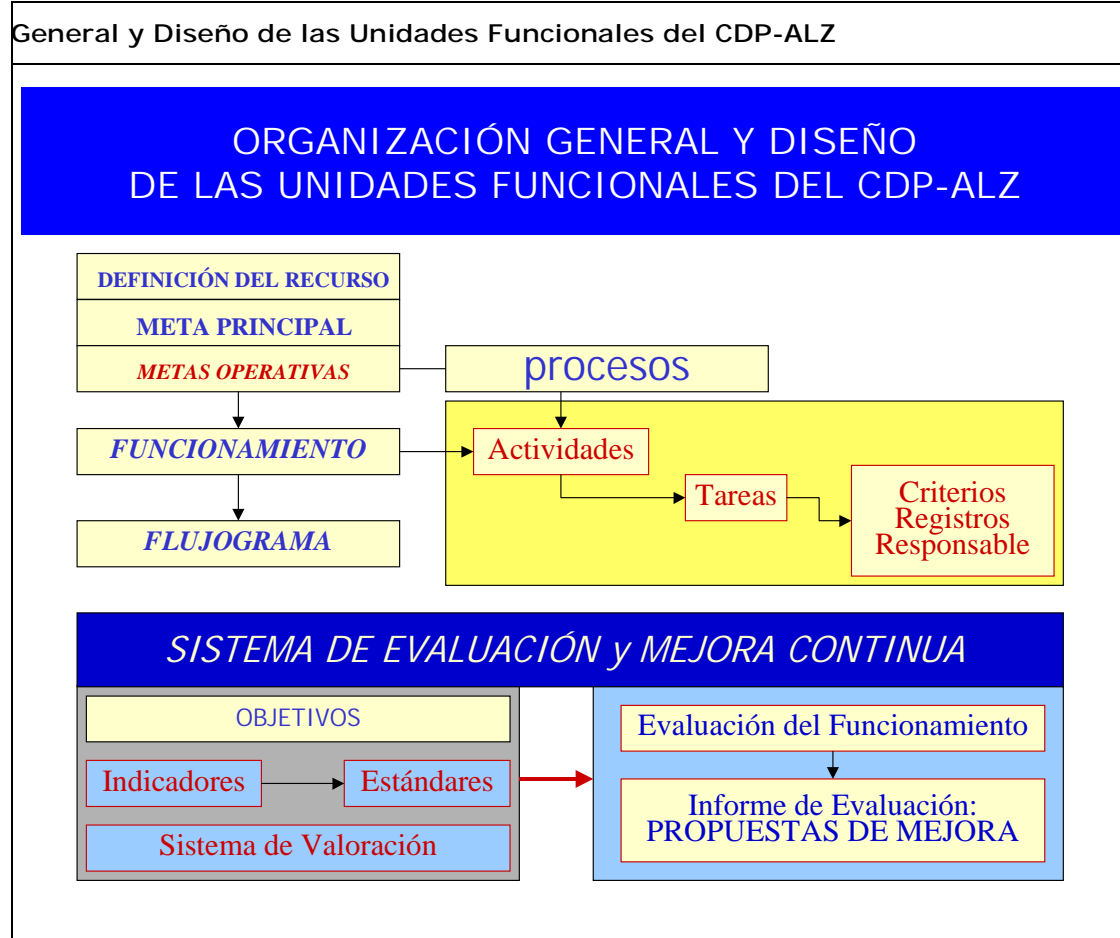 General y Diseño de las Unidades Funcionales del CDP-ALZ
ORGANIZACIÓN GENERAL Y DISEÑO
DE LAS UNIDADES FUNCIONALES DEL CDP-ALZ
DEFINICIÓN DEL RECURSO
META PRINCIPAL
METAS OPERATIVAS
procesos
FUNCIONAMIENTO
Actividades
Tareas
Criterios
Registros
Responsable
FLUJOGRAMA
SISTEMA DE EVALUACIÓN y MEJORA CONTINUA
OBJETIVOS
Indicadores
Estándares
Sistema de Valoración
Evaluación del Funcionamiento
Informe de Evaluación:
PROPUESTAS DE MEJORA